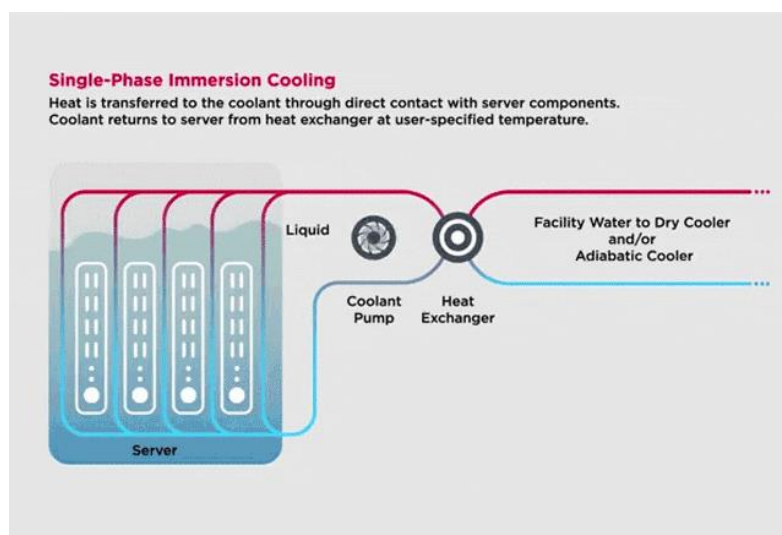 Single-Phase Immersion Cooling
Heat is transferred to the coolant through direct contact with server components.
Coolant returns to server from heat exchanger at user-specified temperature.
Liquid
Facility Water to Dry Cooler
and/or
Adiabatic Cooler
Coolant
Pump
Heat
Exchanger
Server